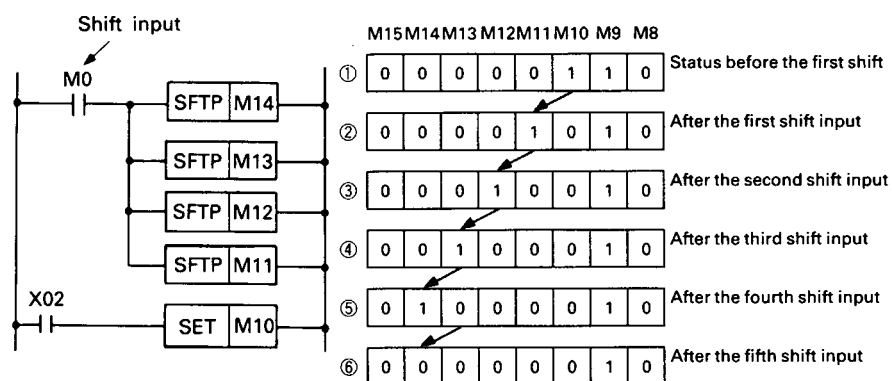 Shift input
M0
SFTP M14
SFTP M13
SFTP M12
SFTP M11
X02
SET M10
M15 M14 M13 M12 M11 M10 M9 M8
① 0 0 0 0 0 1 1 0 Status before the first shift
② 0 0 0 0 1 0 1 0 After the first shift input
③ 0 0 0 1 0 0 1 0 After the second shift input
④ 0 0 1 0 0 0 1 0 After the third shift input
⑤ 0 1 0 0 0 0 1 0 After the fourth shift input
⑥ 0 0 0 0 0 0 1 0 After the fifth shift input